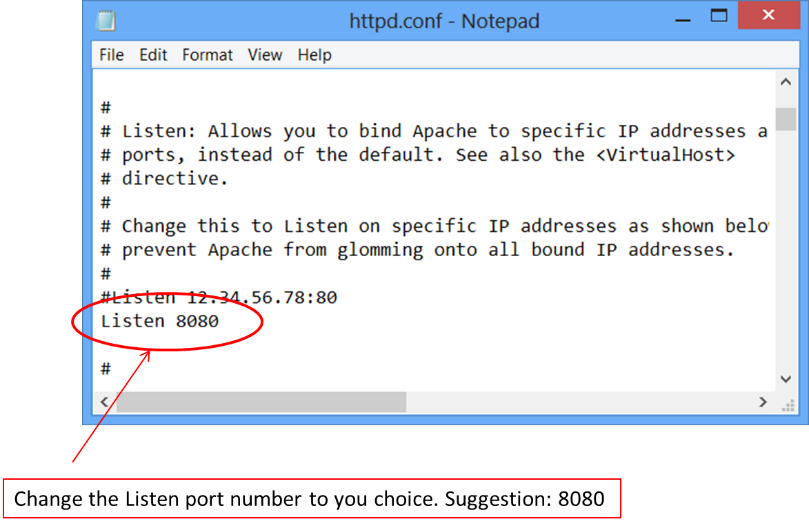 httpd.conf - Notepad
File Edit Format View Help
#
# Listen: Allows you to bind Apache to specific IP addresses a
# ports, instead of the default. See also the <VirtualHost>
# directive.
#
# Change this to Listen on specific IP addresses as shown belo
# prevent Apache from glomming onto all bound IP addresses.
#
#Listen 12.34.56.78:80
Listen 8080
#
Change the Listen port number to you choice. Suggestion: 8080